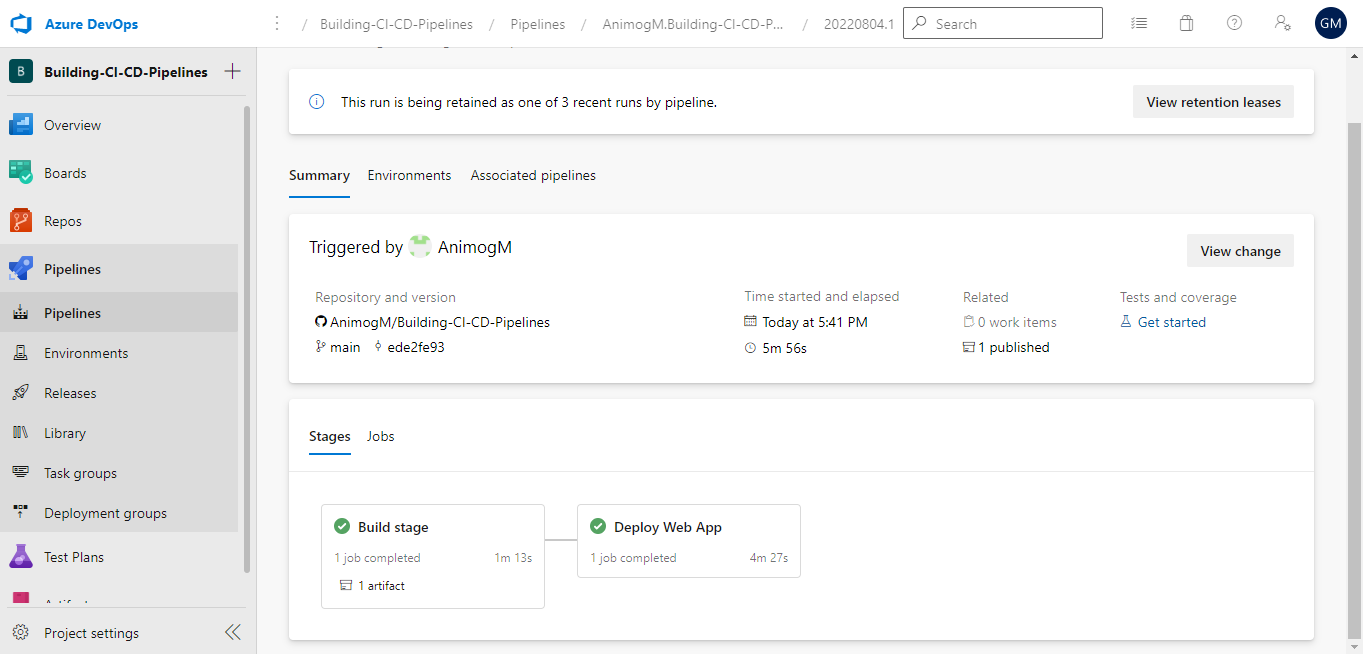 Azure DevOps
/ Building-CI-CD-Pipelines / Pipelines / AnimogM.Building-CI-CD-P... / 20220804.1
Search
GM
B Building-CI-CD-Pipelines
Overview
Boards
Repos
Pipelines
Pipelines
Environments
Releases
Library
Task groups
Deployment groups
Test Plans
Project settings
This run is being retained as one of 3 recent runs by pipeline.
View retention leases
Summary Environments Associated pipelines
Triggered by AnimogM
View change
Repository and version
AnimogM/Building-CI-CD-Pipelines
main ede2fe93
Time started and elapsed
Today at 5:41 PM
5m 56s
Related
0 work items
1 published
Tests and coverage
Get started
Stages Jobs
Build stage
1 job completed 1m 13s
1 artifact
Deploy Web App
1 job completed 4m 27s